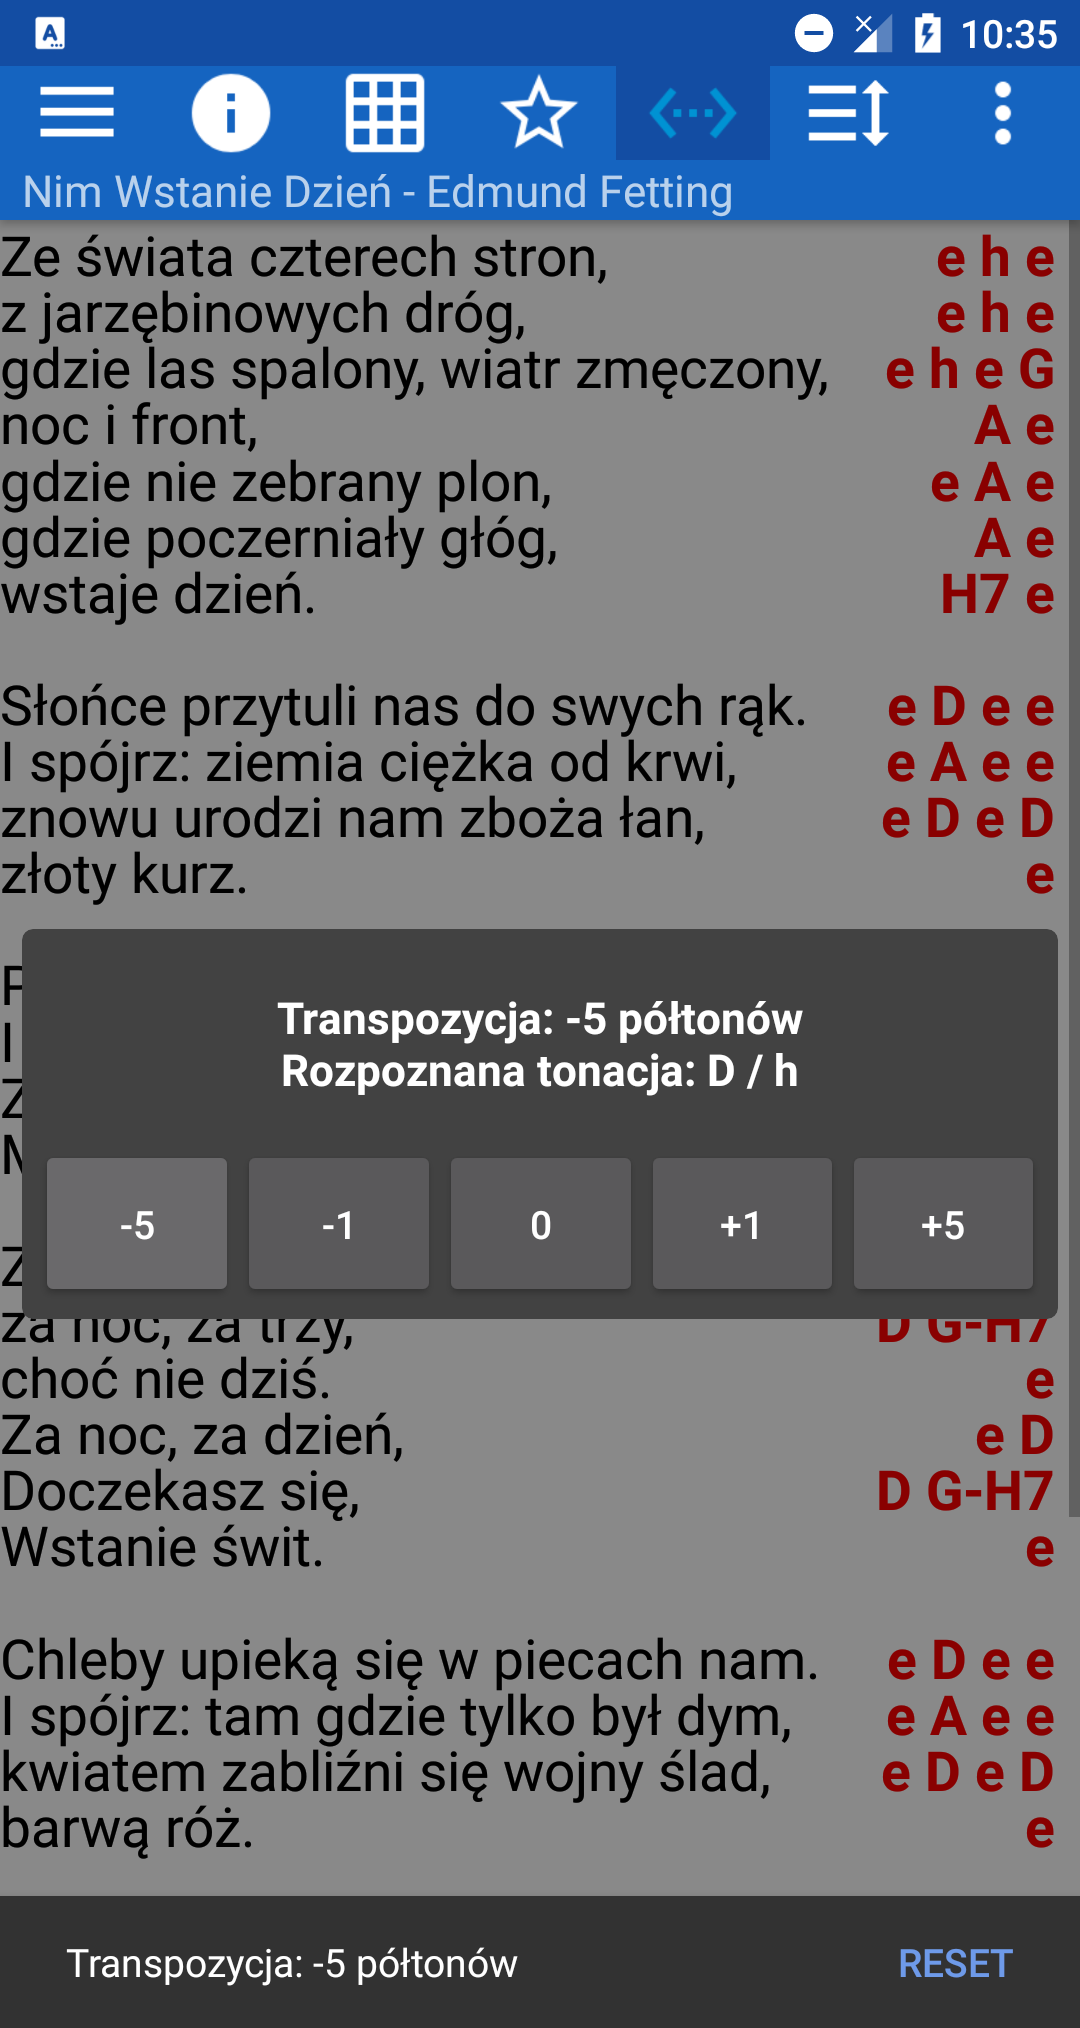 A 10:35
Nim Wstanie Dzień - Edmund Fetting
Ze świata czterech stron, e h e
z jarzębinowych dróg, e h e
gdzie las spalony, wiatr zmęczony, e h e G
noc i front, A e
gdzie nie zebrany plon, e A e
gdzie poczerniały głóg, A e
wstaje dzień. H7 e
Słońce przytuli nas do swych rąk. e D e e
I spójrz: ziemia ciężka od krwi, e A e e
znowu urodzi nam zboża łan, e D e D
złoty kurz. e
Transpozycja: -5 półtonów
Rozpoznana tonacja: D / h
-5 -1 0 +1 +5
za noc, za trzy, D G-H7
choć nie dziś. e
Za noc, za dzień, e D
Doczekasz się, D G-H7
Wstanie świt. e
Chleby upieką się w piecach nam. e D e e
I spójrz: tam gdzie tylko był dym, e A e e
kwiatem zabliźni się wojny ślad, e D e D
barwą róż. e
Transpozycja: -5 półtonów RESET